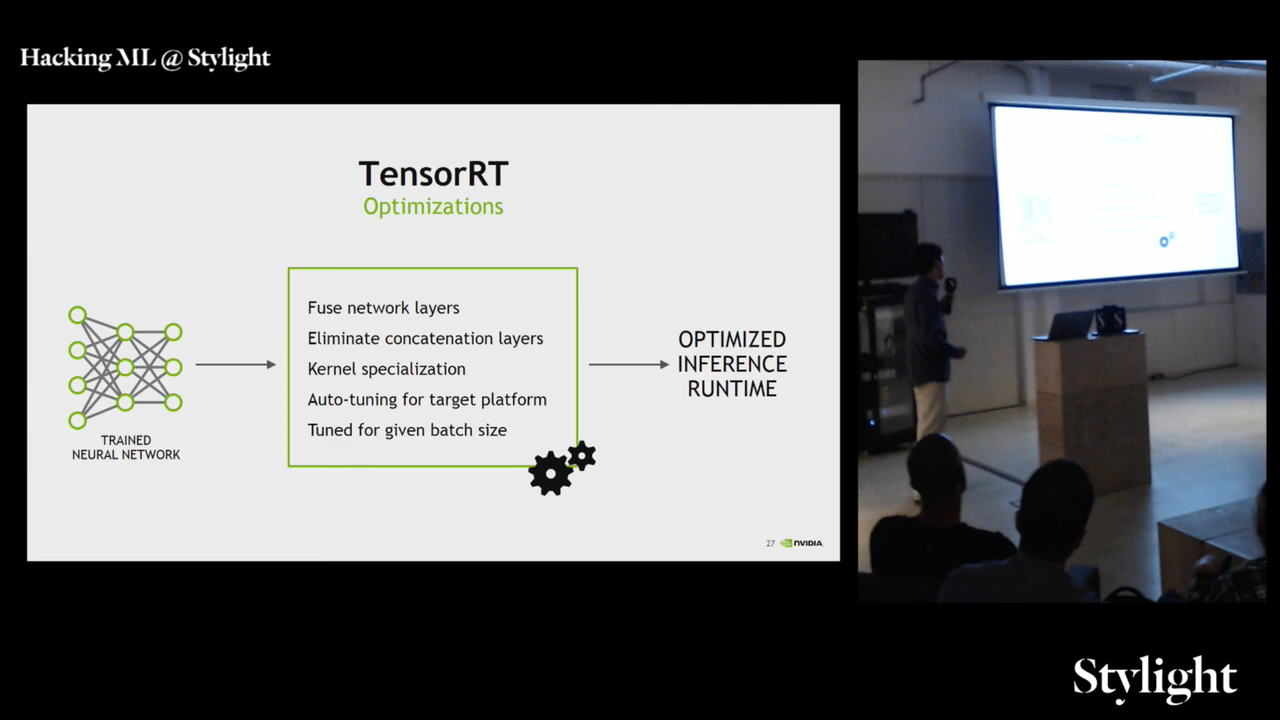 Hacking ML @ Stylight
TensorRT
Optimizations
Fuse network layers
Eliminate concatenation layers
Kernel specialization
Auto-tuning for target platform
Tuned for given batch size
TRAINED
NEURAL NETWORK
OPTIMIZED
INFERENCE
RUNTIME
27 NVIDIA.
Stylight